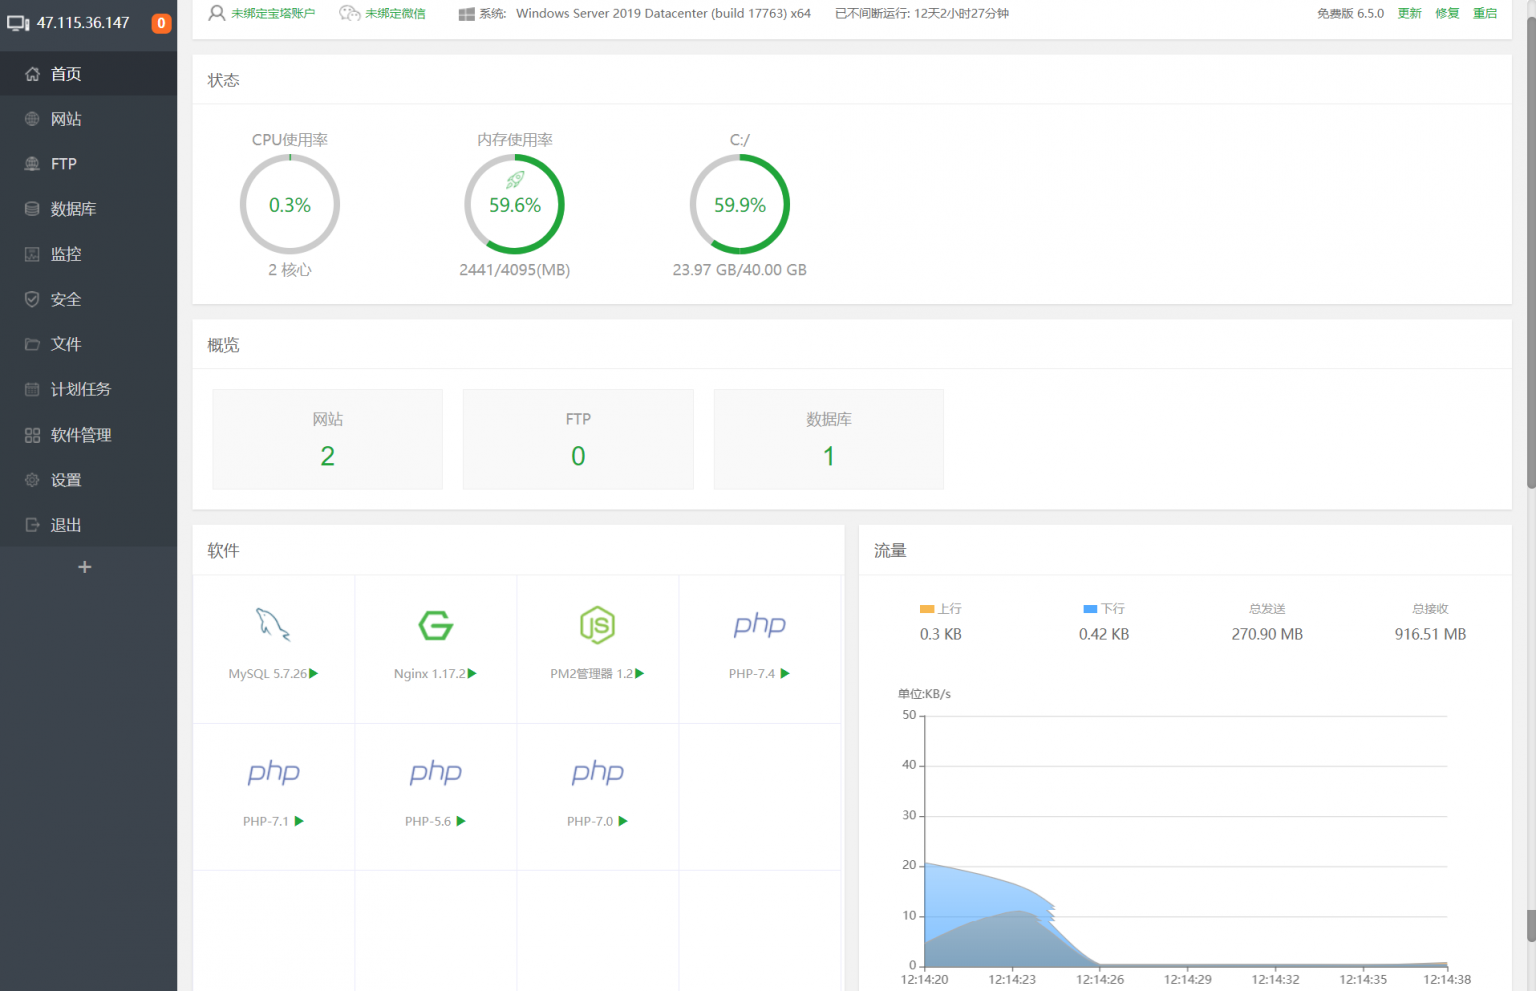 47.115.36.147 0
未绑定宝塔账户 未绑定微信 系统: Windows Server 2019 Datacenter (build 17763) x64 已不间断运行: 12天2小时27分钟 免费版 6.5.0 更新 修复 重启
首页
网站
FTP
数据库
监控
安全
文件
计划任务
软件管理
设置
退出
+
状态
CPU使用率 内存使用率 C:/
0.3% 59.6% 59.9%
2 核心 2441/4095(MB) 23.97 GB/40.00 GB
概览
网站 FTP 数据库
2 0 1
软件
JS php
MySQL 5.7.26 Nginx 1.17.2 PM2管理器 1.2 PHP-7.4
php php php
PHP-7.1 PHP-5.6 PHP-7.0
流量
上行 下行 总发送 总接收
0.3 KB 0.42 KB 270.90 MB 916.51 MB
单位:KB/s
50
40
30
20
10
0
12:14:20 12:14:23 12:14:26 12:14:29 12:14:32 12:14:35 12:14:38